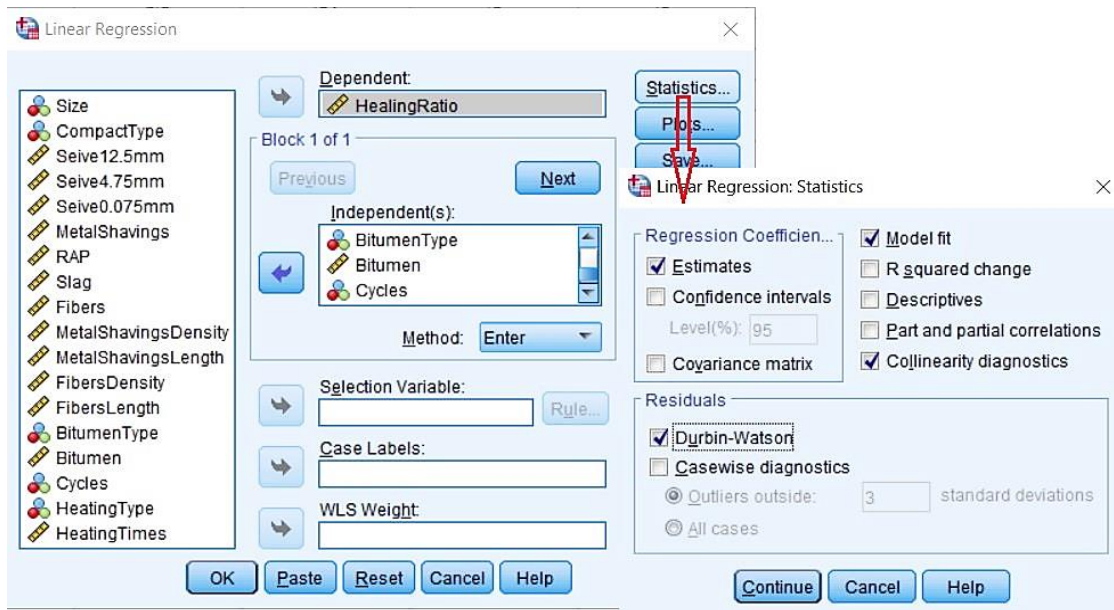 Linear Regression
Size
CompactType
Seive12.5mm
Seive4.75mm
Seive0.075mm
MetalShavings
RAP
Slag
Fibers
MetalShavingsDensity
MetalShavingsLength
FibersDensity
FibersLength
BitumenType
Bitumen
Cycles
HeatingType
HeatingTimes
Dependent:
HealingRatio
Block 1 of 1
Previous
Next
Independent(s):
BitumenType
Bitumen
Cycles
Method: Enter
Selection Variable:
Rule...
Case Labels:
WLS Weight:
OK Paste Reset Cancel Help
Statistics...
Plots...
Save...
Linear Regression: Statistics
Regression Coefficien...
Estimates
Confidence intervals
Level(%): 95
Covariance matrix
Model fit
R squared change
Descriptives
Part and partial correlations
Collinearity diagnostics
Residuals
Durbin-Watson
Casewise diagnostics
Outliers outside: 3 standard deviations
All cases
Continue Cancel Help